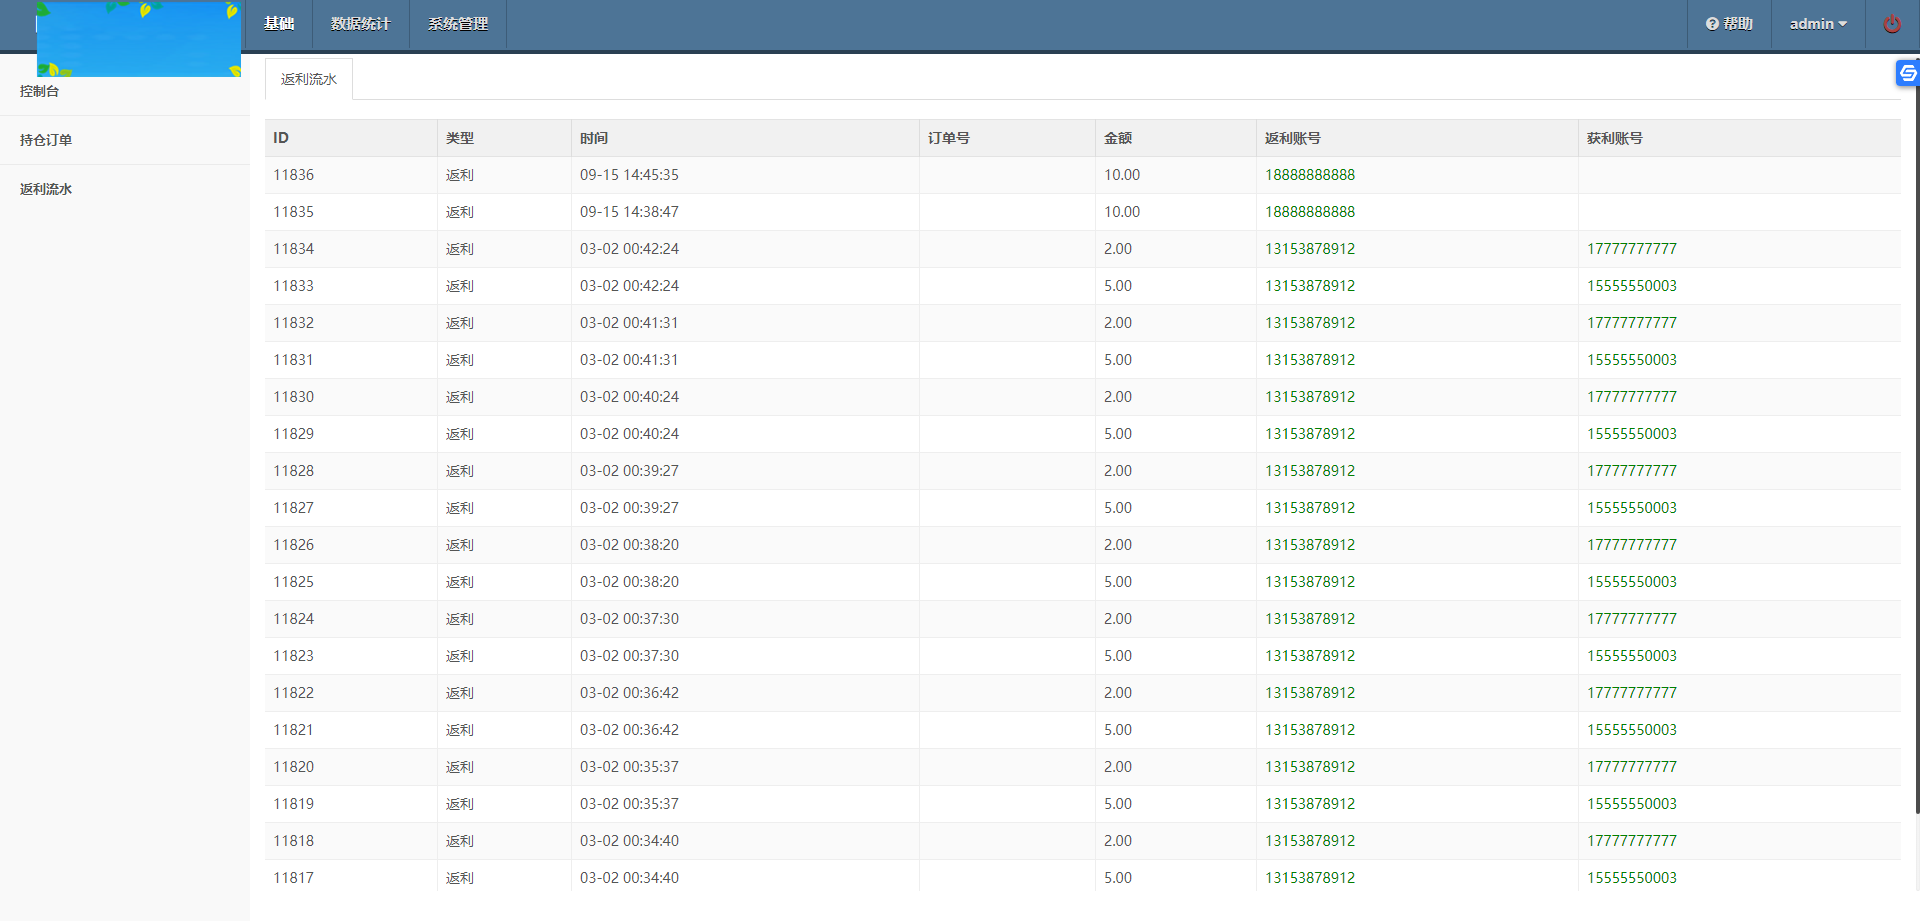 基础 数据统计 系统管理 帮助 admin
控制台
持仓订单
返利流水
返利流水
ID 类型 时间 订单号 金额 返利账号 获利账号
11836 返利 09-15 14:45:35 10.00 18888888888
11835 返利 09-15 14:38:47 10.00 18888888888
11834 返利 03-02 00:42:24 2.00 13153878912 17777777777
11833 返利 03-02 00:42:24 5.00 13153878912 15555550003
11832 返利 03-02 00:41:31 2.00 13153878912 17777777777
11831 返利 03-02 00:41:31 5.00 13153878912 15555550003
11830 返利 03-02 00:40:24 2.00 13153878912 17777777777
11829 返利 03-02 00:40:24 5.00 13153878912 15555550003
11828 返利 03-02 00:39:27 2.00 13153878912 17777777777
11827 返利 03-02 00:39:27 5.00 13153878912 15555550003
11826 返利 03-02 00:38:20 2.00 13153878912 17777777777
11825 返利 03-02 00:38:20 5.00 13153878912 15555550003
11824 返利 03-02 00:37:30 2.00 13153878912 17777777777
11823 返利 03-02 00:37:30 5.00 13153878912 15555550003
11822 返利 03-02 00:36:42 2.00 13153878912 17777777777
11821 返利 03-02 00:36:42 5.00 13153878912 15555550003
11820 返利 03-02 00:35:37 2.00 13153878912 17777777777
11819 返利 03-02 00:35:37 5.00 13153878912 15555550003
11818 返利 03-02 00:34:40 2.00 13153878912 17777777777
11817 返利 03-02 00:34:40 5.00 13153878912 15555550003